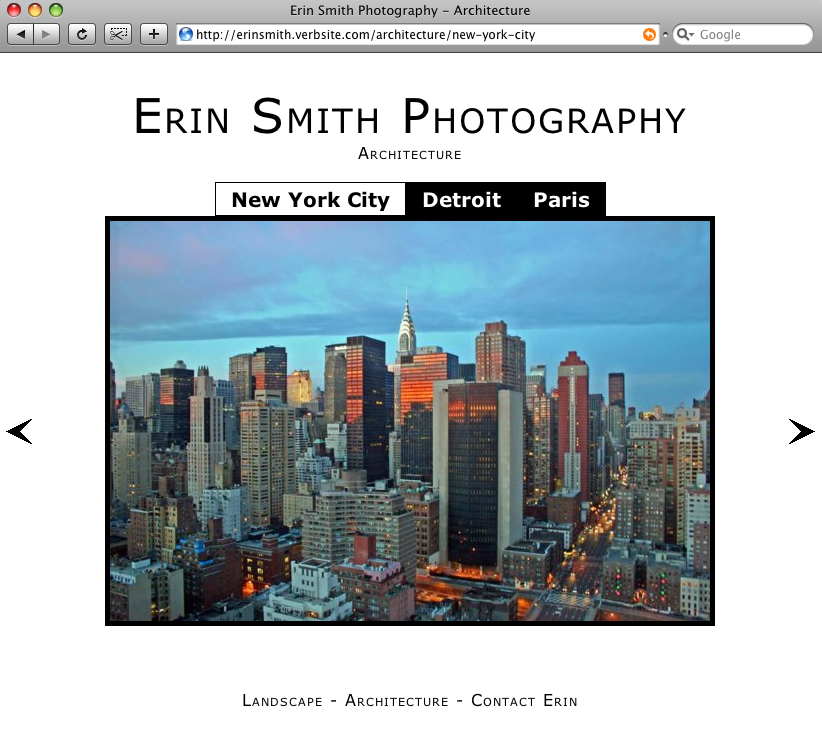 Erin Smith Photography – Architecture
http://erinsmith.verbsite.com/architecture/new-york-city
Google
Erin Smith Photography
Architecture
New York City Detroit Paris
Landscape - Architecture - Contact Erin